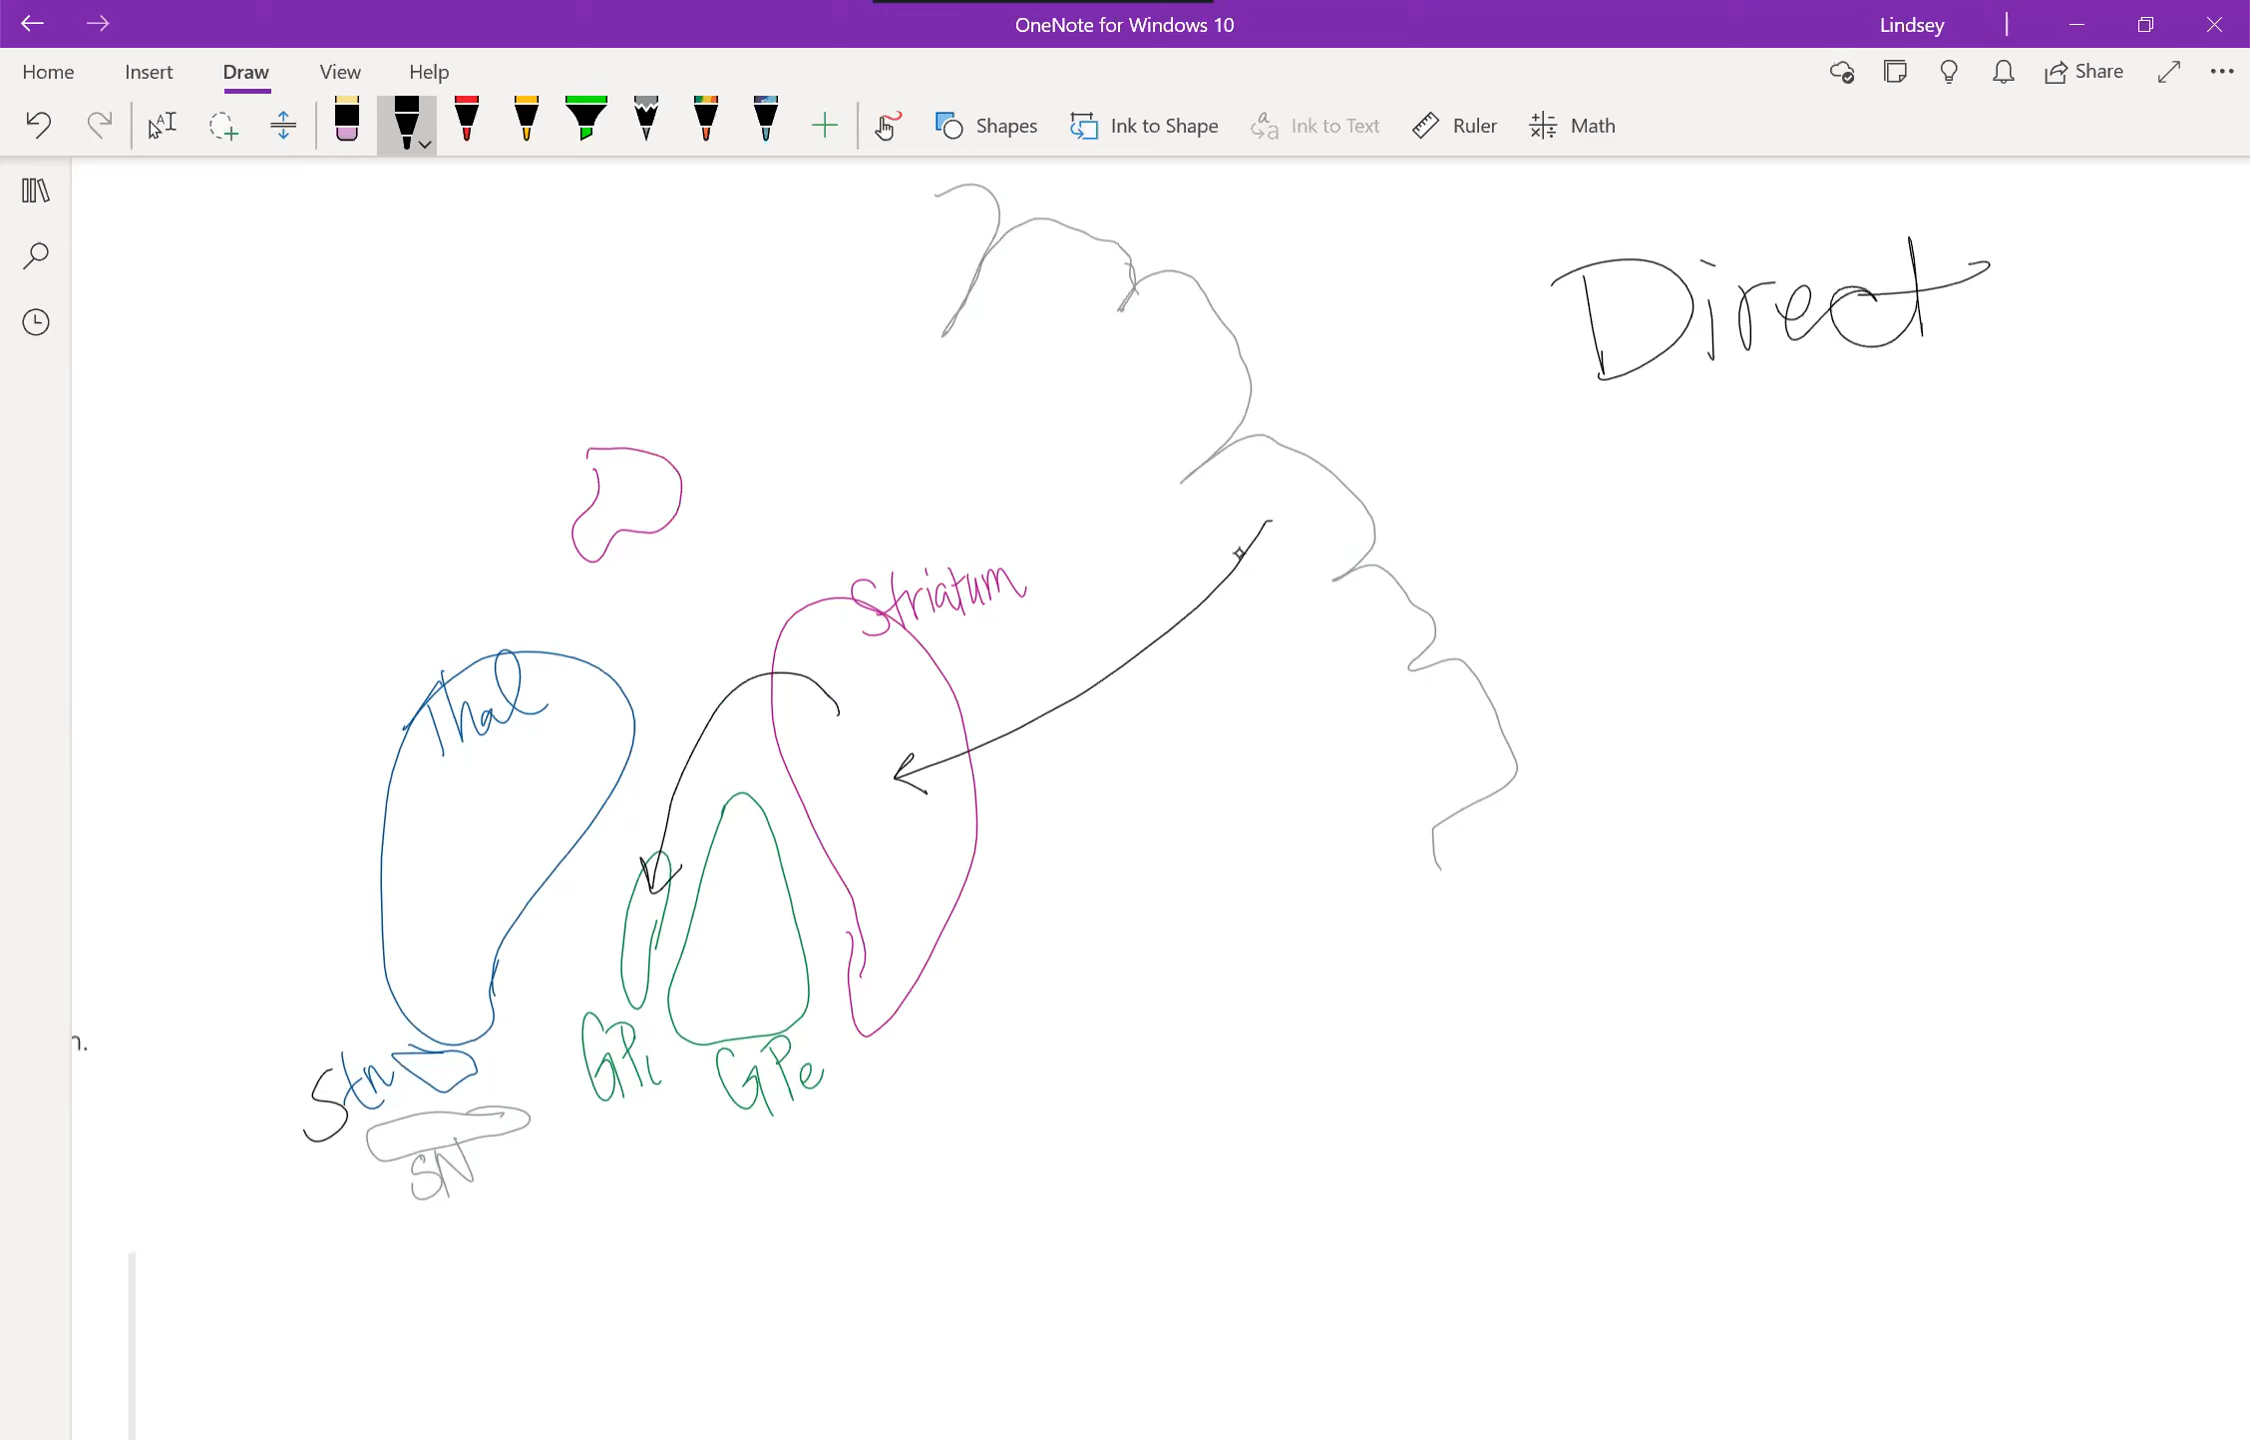 OneNote for Windows 10
Lindsey
Home Insert Draw View Help
Share
Shapes Ink to Shape Ink to Text Ruler Math
Direct
Striatum
Thal
n.
Stn
GPi
GPe
SN